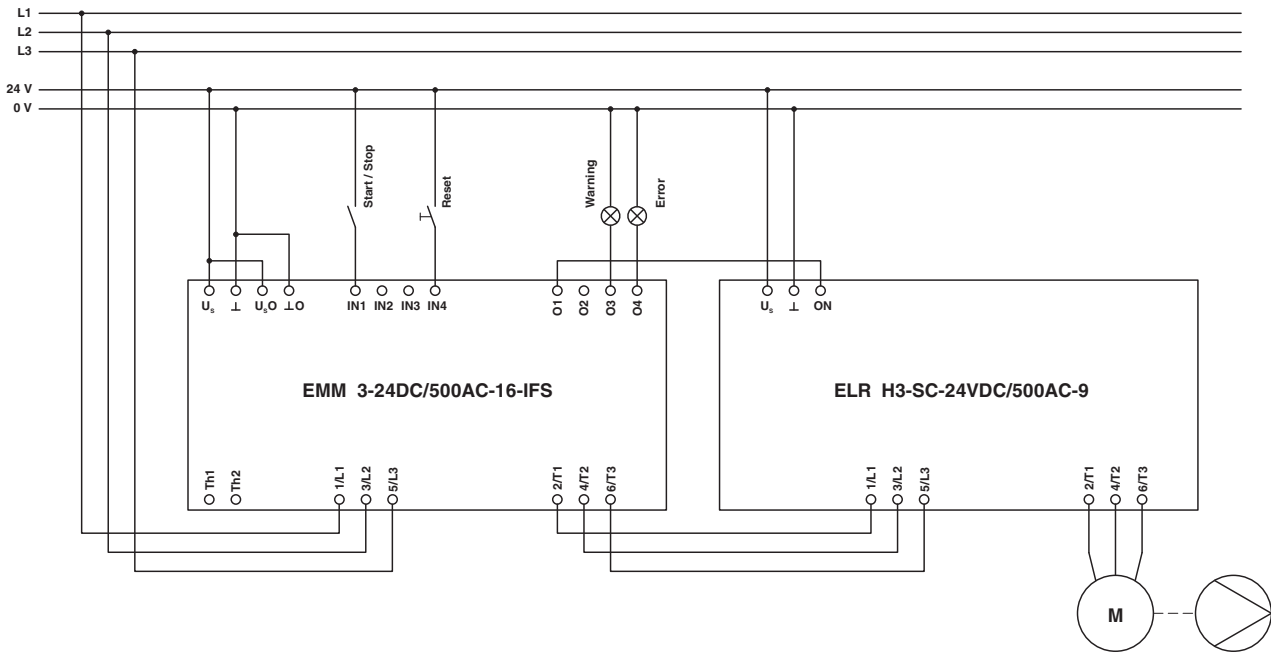 L1
L2
L3
24 V
0 V
Start / Stop
Reset
Warning
Error
Us ⊥ UsO ⊥O IN1 IN2 IN3 IN4 O1 O2 O3 O4
Us ⊥ ON
EMM 3-24DC/500AC-16-IFS
ELR H3-SC-24VDC/500AC-9
Th1 Th2 1/L1 3/L2 5/L3 2/T1 4/T2 6/T3
1/L1 3/L2 5/L3 2/T1 4/T2 6/T3
M